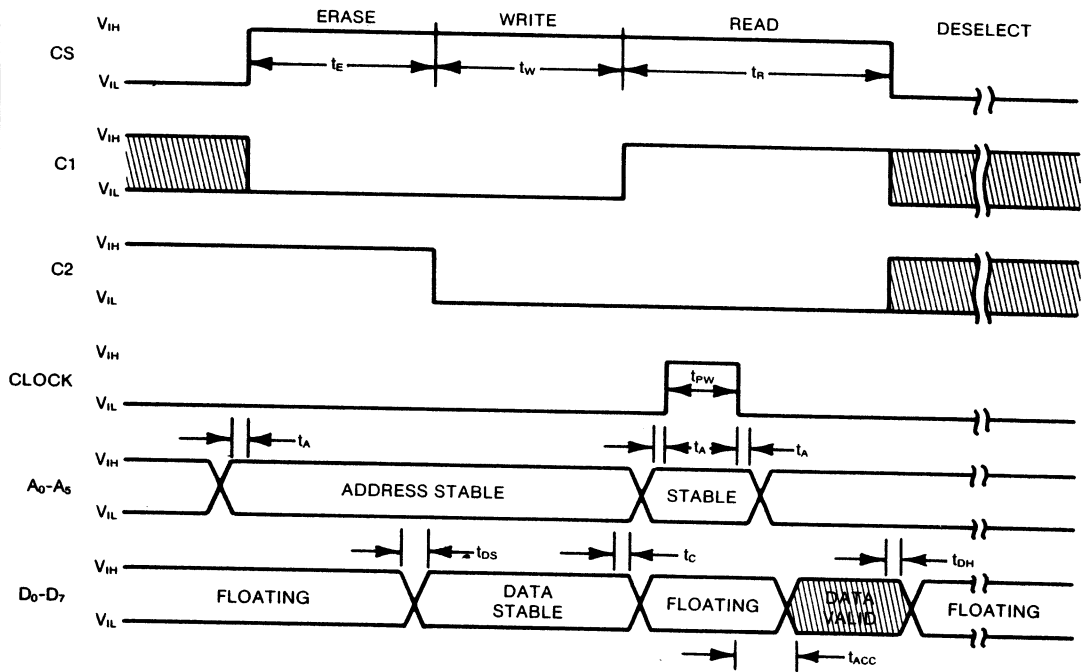 ERASE WRITE READ DESELECT
VIH
CS
VIL
tE tW tR
VIH
C1
VIL
VIH
C2
VIL
VIH
CLOCK
VIL
tPW
tA tA tA
VIH
A0-A5
VIL
ADDRESS STABLE STABLE
tDS tC tDH
VIH
D0-D7
VIL
FLOATING DATA STABLE FLOATING DATA VALID FLOATING
tACC